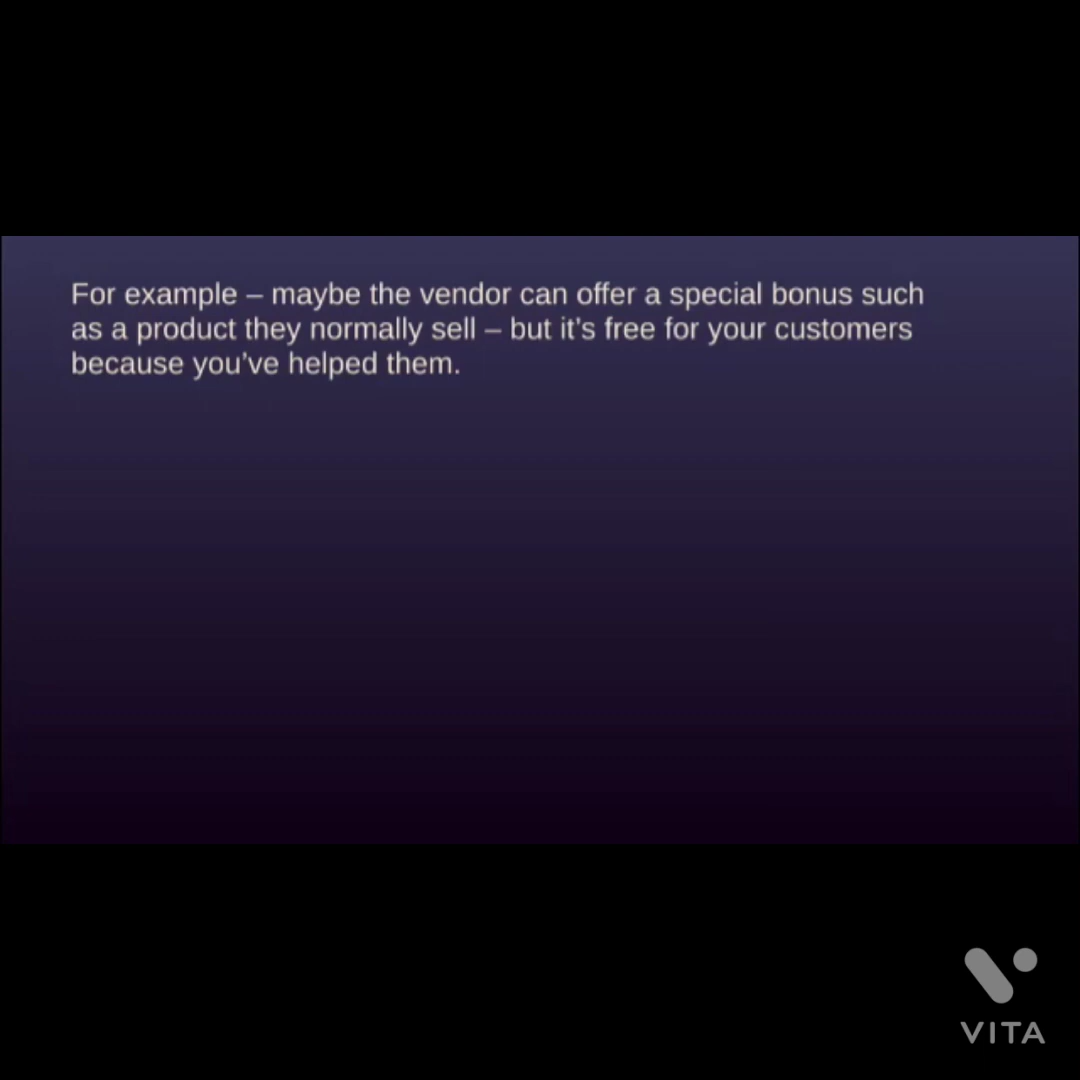 For example – maybe the vendor can offer a special bonus such
as a product they normally sell – but it’s free for your customers
because you’ve helped them.
VITA